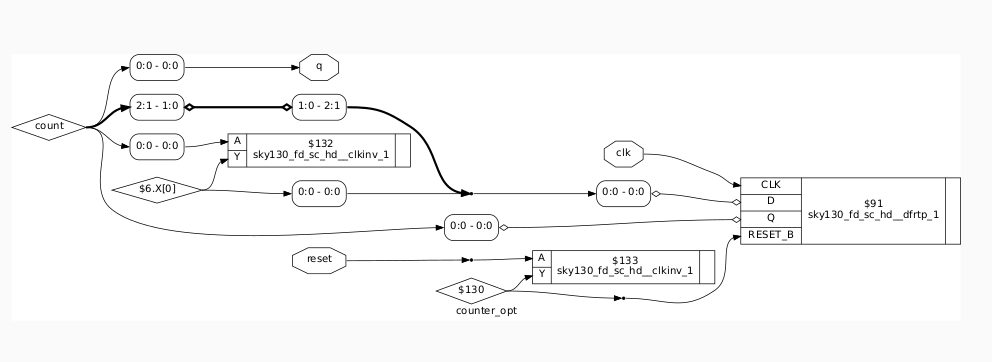 0:0 - 0:0
q
2:1 - 1:0
1:0 - 2:1
count
0:0 - 0:0
A
Y
$132
sky130_fd_sc_hd__clkinv_1
clk
$6.X[0]
0:0 - 0:0
0:0 - 0:0
CLK
D
Q
RESET_B
$91
sky130_fd_sc_hd__dfrtp_1
0:0 - 0:0
reset
A
Y
$133
sky130_fd_sc_hd__clkinv_1
$130
counter_opt